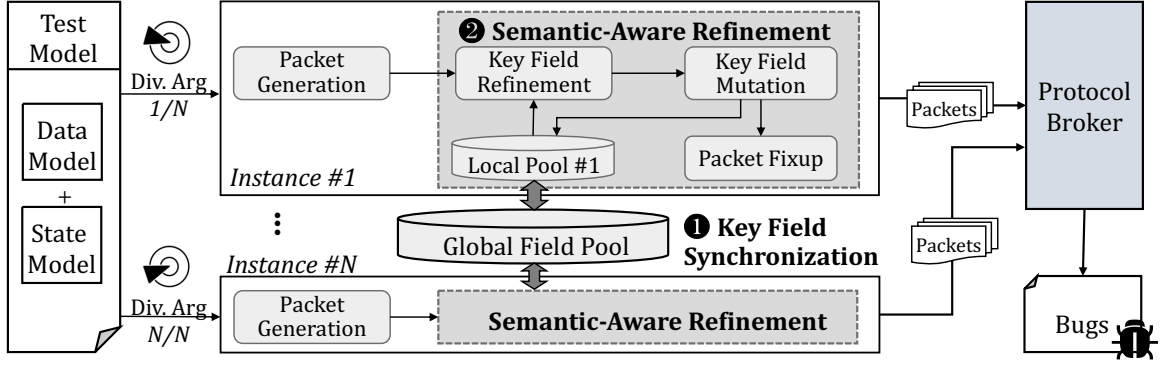 Test
Model
Data
Model
+
State
Model
Div. Arg
1/N
Packet
Generation
❷ Semantic-Aware Refinement
Key Field
Refinement
Key Field
Mutation
Local Pool #1
Packet Fixup
Instance #1
Packets
Protocol
Broker
⋮
Global Field Pool
❶ Key Field
Synchronization
Packets
Instance #N
Div. Arg
N/N
Packet
Generation
Semantic-Aware Refinement
Bugs